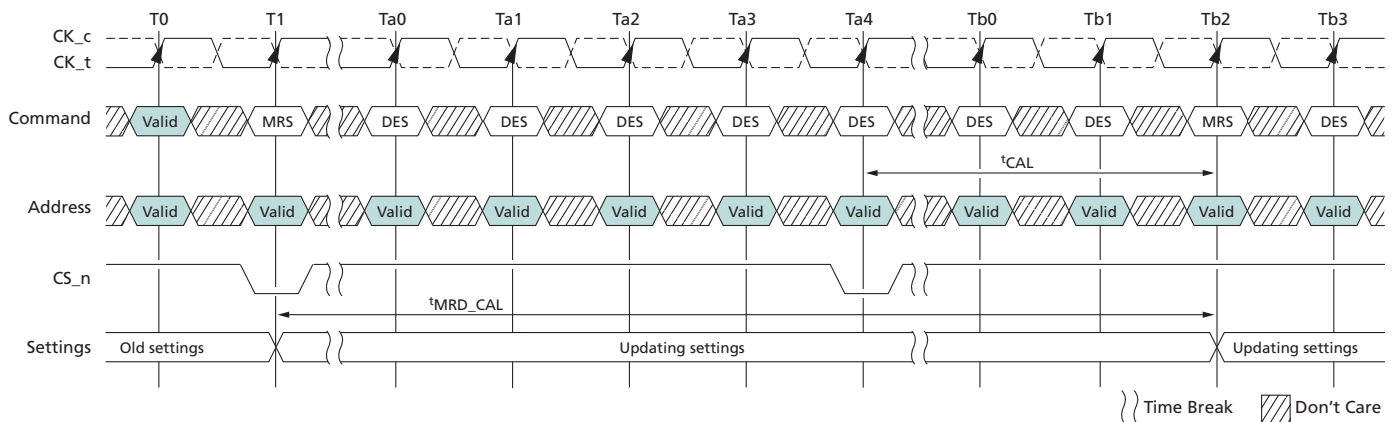 T0 T1 Ta0 Ta1 Ta2 Ta3 Ta4 Tb0 Tb1 Tb2 Tb3
CK_c
CK_t
Command Valid MRS DES DES DES DES DES DES DES MRS DES
tCAL
Address Valid Valid Valid Valid Valid Valid Valid Valid Valid Valid Valid
CS_n
tMRD_CAL
Settings Old settings Updating settings Updating settings
Time Break Don't Care